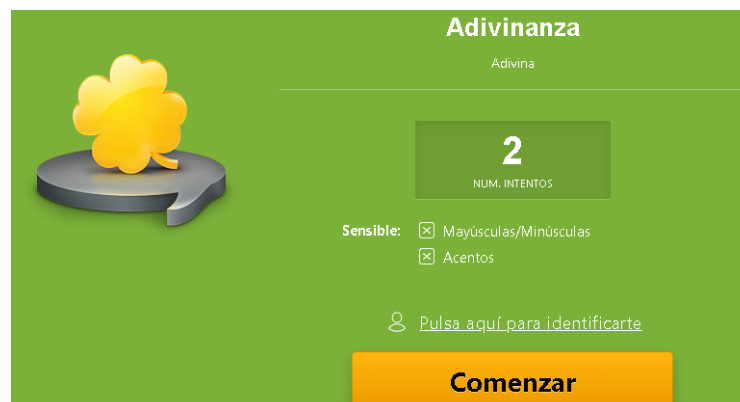 Adivinanza
Adivina
2
NUM. INTENTOS
Sensible: Mayúsculas/Minúsculas
Acentos
Pulsa aquí para identificarte
Comenzar